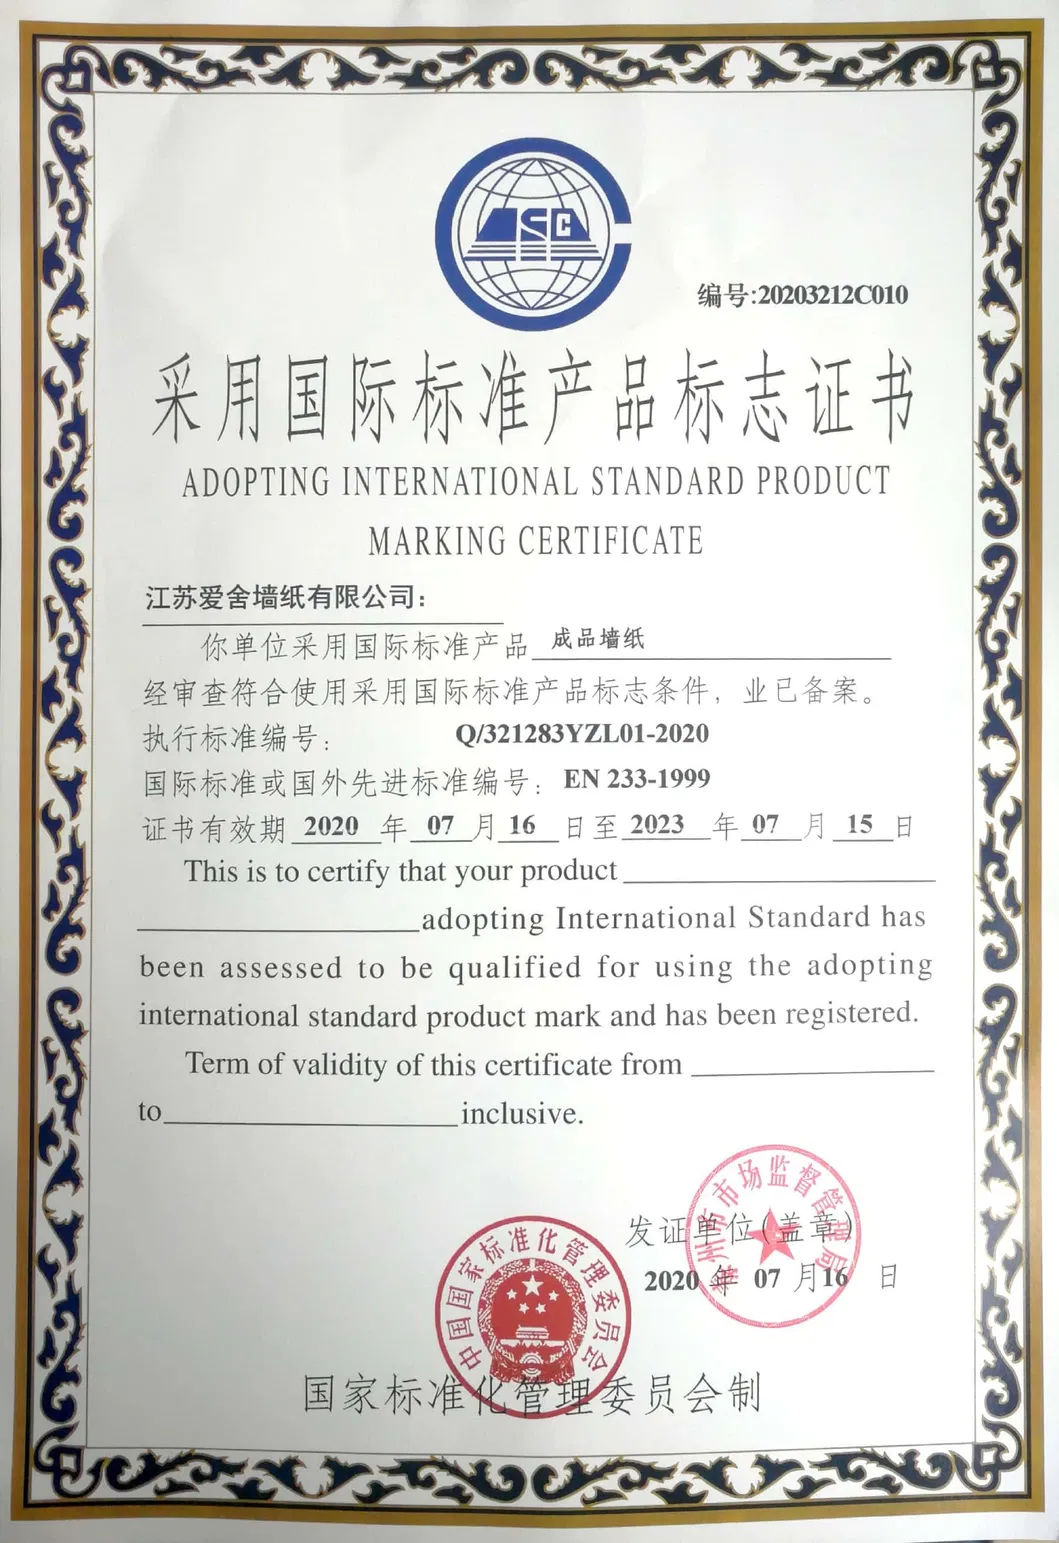 编号:20203212C010
采用国际标准产品标志证书
ADOPTING INTERNATIONAL STANDARD PRODUCT
MARKING CERTIFICATE
江苏爱舍墙纸有限公司：
你单位采用国际标准产品 成品墙纸
经审查符合使用采用国际标准产品标志条件，业已备案。
执行标准编号： Q/321283YZL01-2020
国际标准或国外先进标准编号：EN 233-1999
证书有效期 2020 年 07 月 16 日至 2023 年 07 月 15 日
This is to certify that your product
adopting International Standard has
been assessed to be qualified for using the adopting
international standard product mark and has been registered.
Term of validity of this certificate from
to inclusive.
发证单位(盖章)
2020 年 07 月 16 日
州市市场监督管理局
中国国家标准化管理委员会
国家标准化管理委员会制